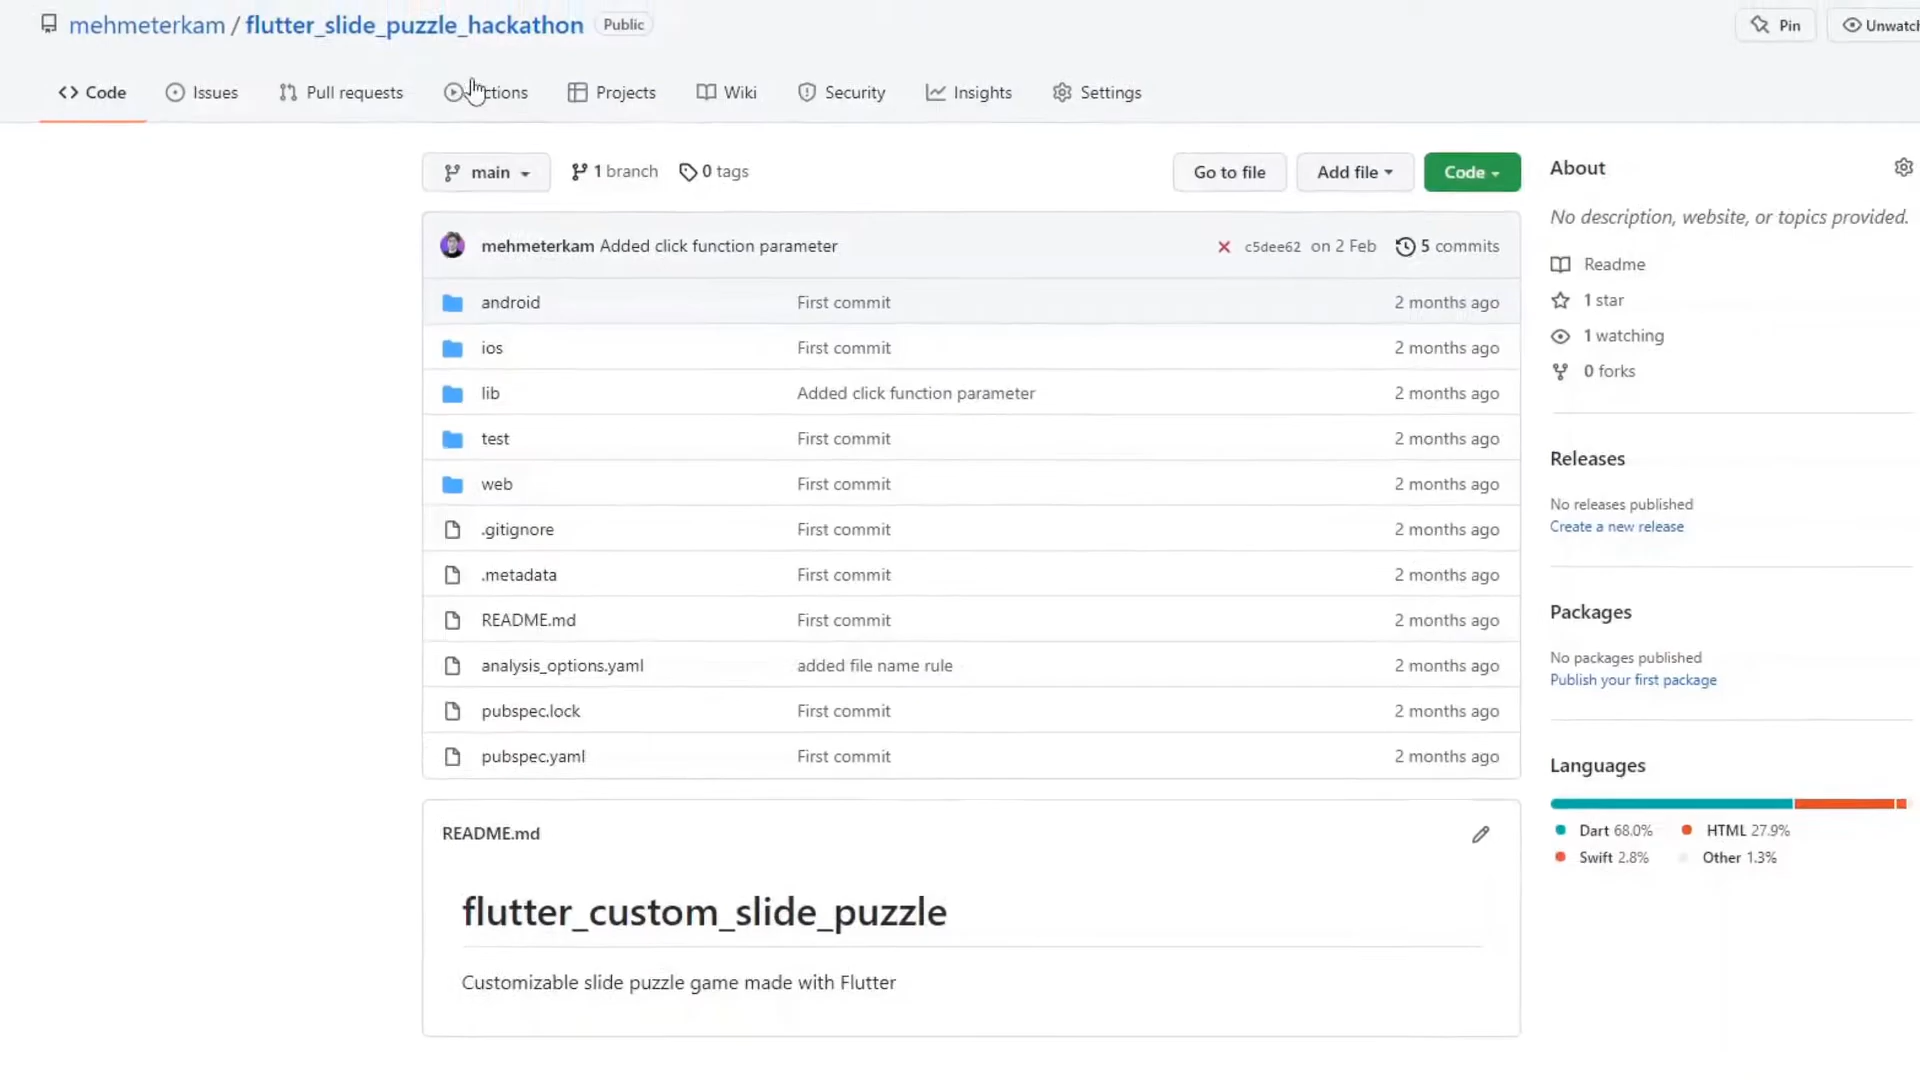 mehmeterkam / flutter_slide_puzzle_hackathon Public
Pin
<> Code Issues Pull requests Projects Wiki Security Insights Settings
main 1 branch 0 tags Go to file Add file Code
mehmeterkam Added click function parameter c5dee62 on 2 Feb 5 commits
android First commit 2 months ago
ios First commit 2 months ago
lib Added click function parameter 2 months ago
test First commit 2 months ago
web First commit 2 months ago
.gitignore First commit 2 months ago
.metadata First commit 2 months ago
README.md First commit 2 months ago
analysis_options.yaml added file name rule 2 months ago
pubspec.lock First commit 2 months ago
pubspec.yaml First commit 2 months ago
README.md
flutter_custom_slide_puzzle
Customizable slide puzzle game made with Flutter
About
No description, website, or topics provided.
Readme
1 star
1 watching
0 forks
Releases
No releases published
Create a new release
Packages
No packages published
Publish your first package
Languages
Dart 68.0% HTML 27.9%
Swift 2.8% Other 1.3%